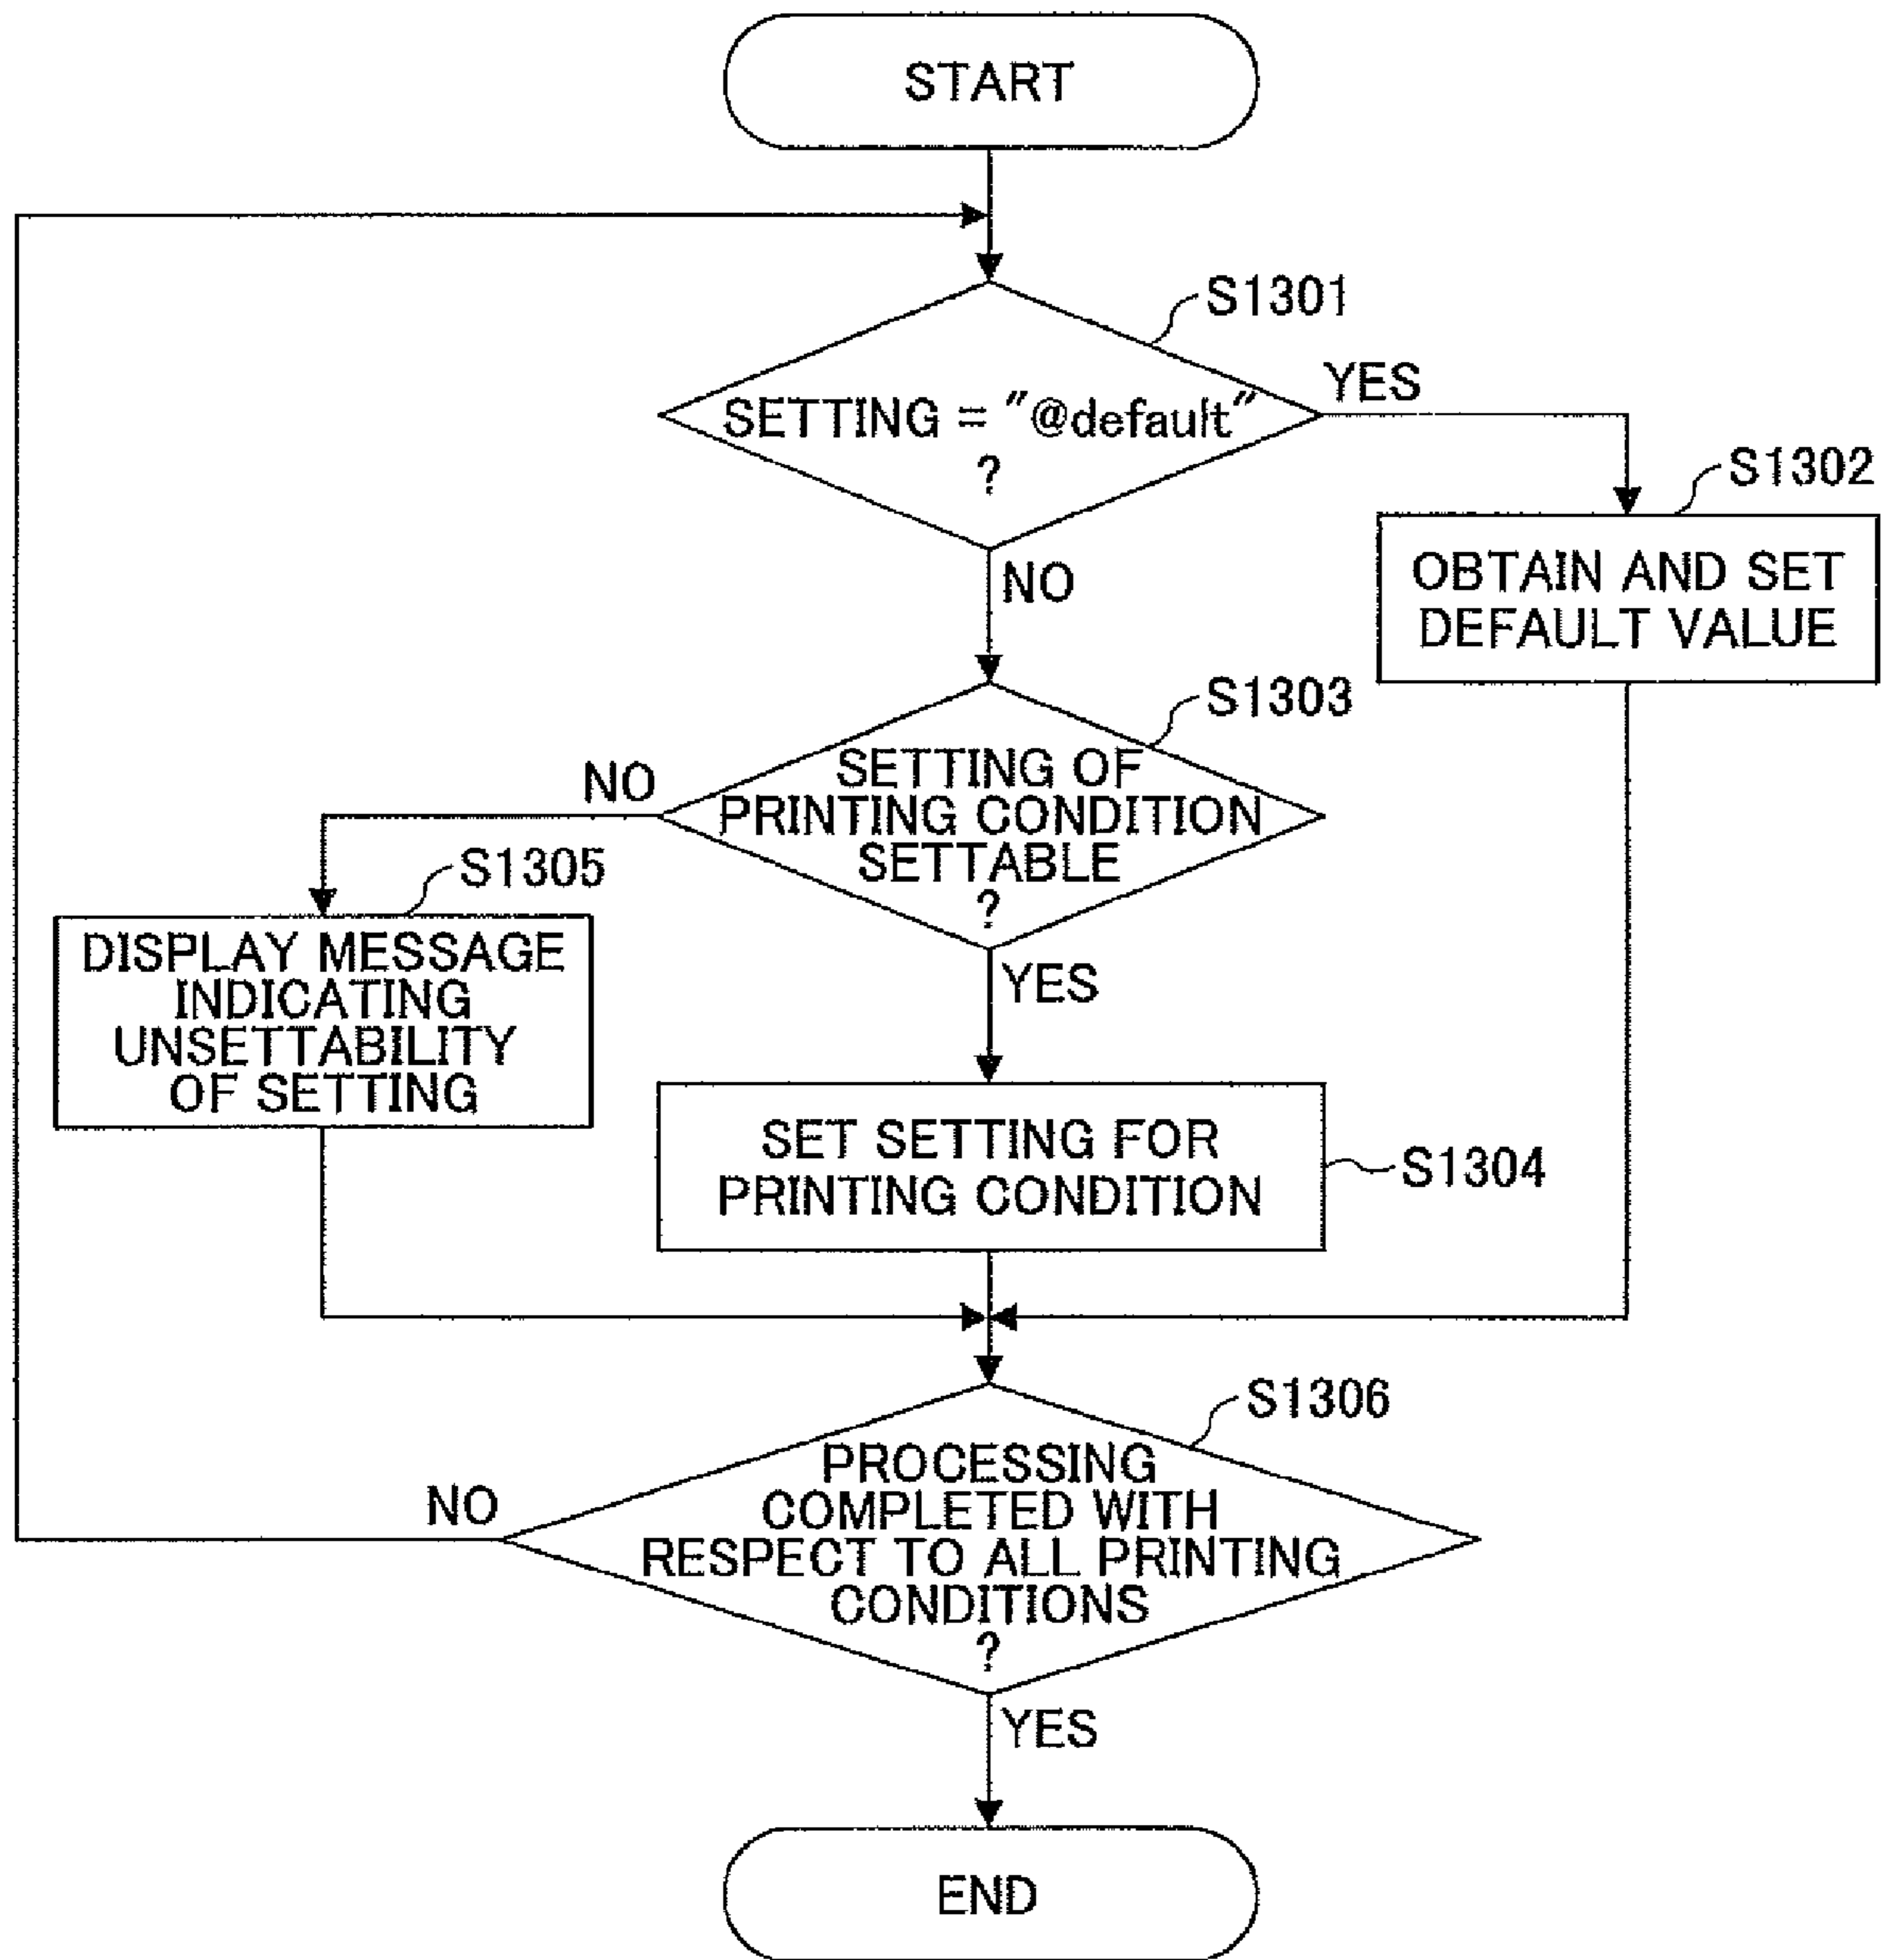 START
S1301
YES
SETTING = "@default"
?
S1302
OBTAIN AND SET
DEFAULT VALUE
NO
S1303
NO
SETTING OF
PRINTING CONDITION
SETTABLE
?
S1305
DISPLAY MESSAGE
INDICATING
UNSETTABILITY
OF SETTING
YES
SET SETTING FOR
PRINTING CONDITION
S1304
S1306
NO
PROCESSING
COMPLETED WITH
RESPECT TO ALL PRINTING
CONDITIONS
?
YES
END